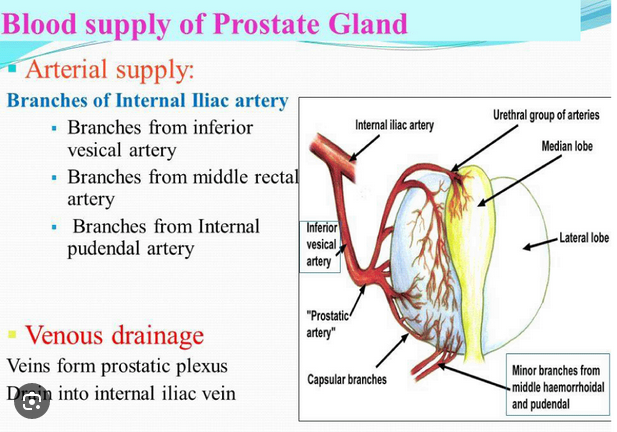 Blood supply of Prostate Gland
Arterial supply:
Branches of Internal Iliac artery
Branches from inferior
vesical artery
Branches from middle rectal
artery
Branches from Internal
pudendal artery
Venous drainage
Veins form prostatic plexus
Drain into internal iliac vein
Internal iliac artery
Urethral group of arteries
Median lobe
Lateral lobe
Inferior
vesical
artery
"Prostatic
artery"
Capsular branches
Minor branches from
middle haemorrhoidal
and pudendal